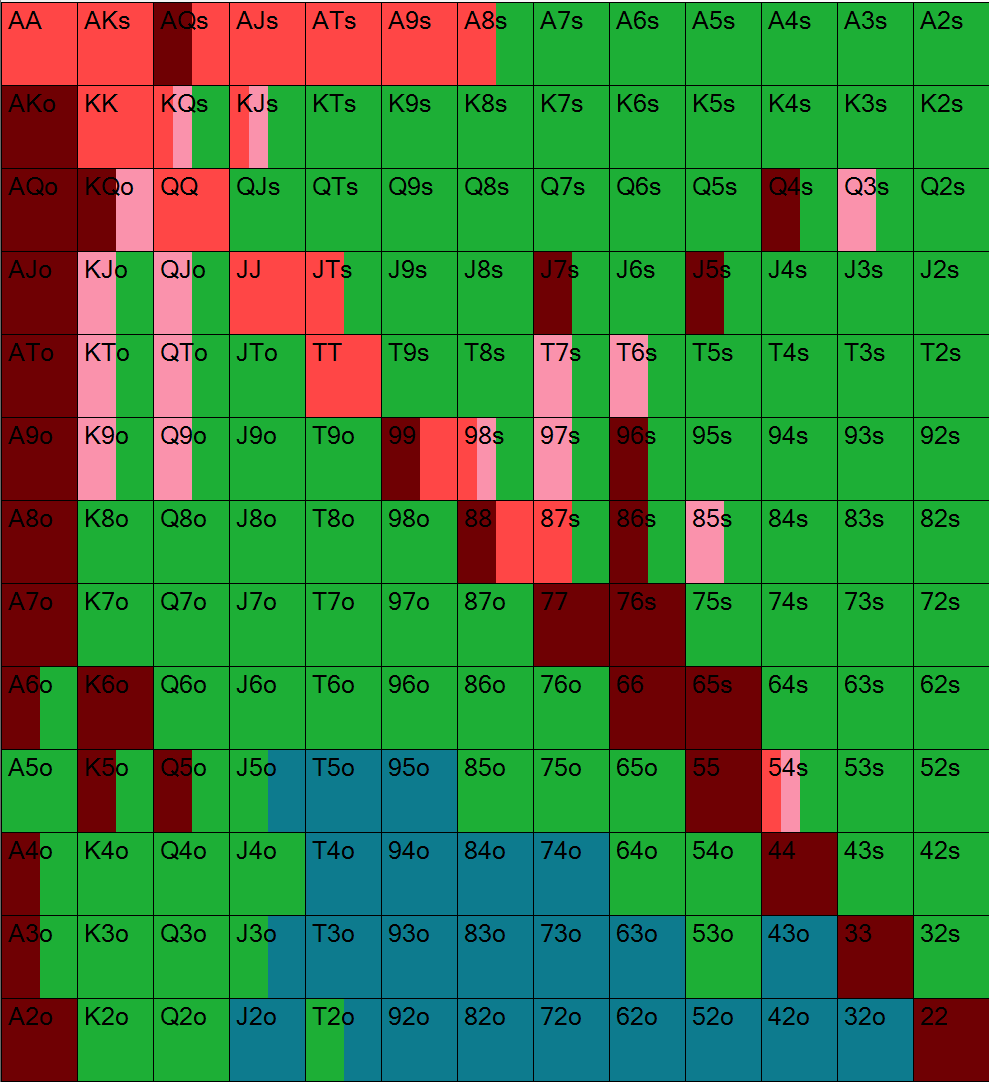 AA AKs AQs AJs ATs A9s A8s A7s A6s A5s A4s A3s A2s
AKo KK KQs KJs KTs K9s K8s K7s K6s K5s K4s K3s K2s
AQo KQo QQ QJs QTs Q9s Q8s Q7s Q6s Q5s Q4s Q3s Q2s
AJo KJo QJo JJ JTs J9s J8s J7s J6s J5s J4s J3s J2s
ATo KTo QTo JTo TT T9s T8s T7s T6s T5s T4s T3s T2s
A9o K9o Q9o J9o T9o 99 98s 97s 96s 95s 94s 93s 92s
A8o K8o Q8o J8o T8o 98o 88 87s 86s 85s 84s 83s 82s
A7o K7o Q7o J7o T7o 97o 87o 77 76s 75s 74s 73s 72s
A6o K6o Q6o J6o T6o 96o 86o 76o 66 65s 64s 63s 62s
A5o K5o Q5o J5o T5o 95o 85o 75o 65o 55 54s 53s 52s
A4o K4o Q4o J4o T4o 94o 84o 74o 64o 54o 44 43s 42s
A3o K3o Q3o J3o T3o 93o 83o 73o 63o 53o 43o 33 32s
A2o K2o Q2o J2o T2o 92o 82o 72o 62o 52o 42o 32o 22